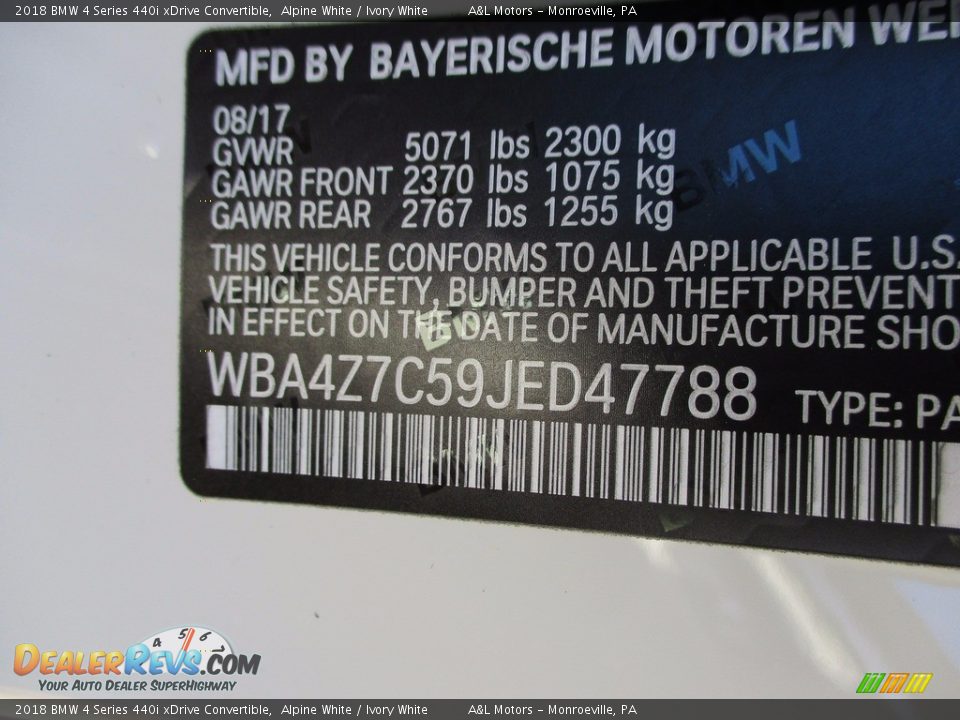 2018 BMW 4 Series 440i xDrive Convertible, Alpine White / Ivory White A&L Motors - Monroeville, PA
MFD BY BAYERISCHE MOTOREN
08/17
GVWR 5071 lbs 2300 kg
GAWR FRONT 2370 lbs 1075 kg
GAWR REAR 2767 lbs 1255 kg
BMW
THIS VEHICLE CONFORMS TO ALL APPLICABLE U.S.
VEHICLE SAFETY, BUMPER AND THEFT PREVENT
IN EFFECT ON THE DATE OF MANUFACTURE SHO
WBA4Z7C59JED47788 TYPE: PA
4 5 6
DEALERREVS.COM
YOUR AUTO DEALER SUPERHIGHWAY
2018 BMW 4 Series 440i xDrive Convertible, Alpine White / Ivory White A&L Motors - Monroeville, PA